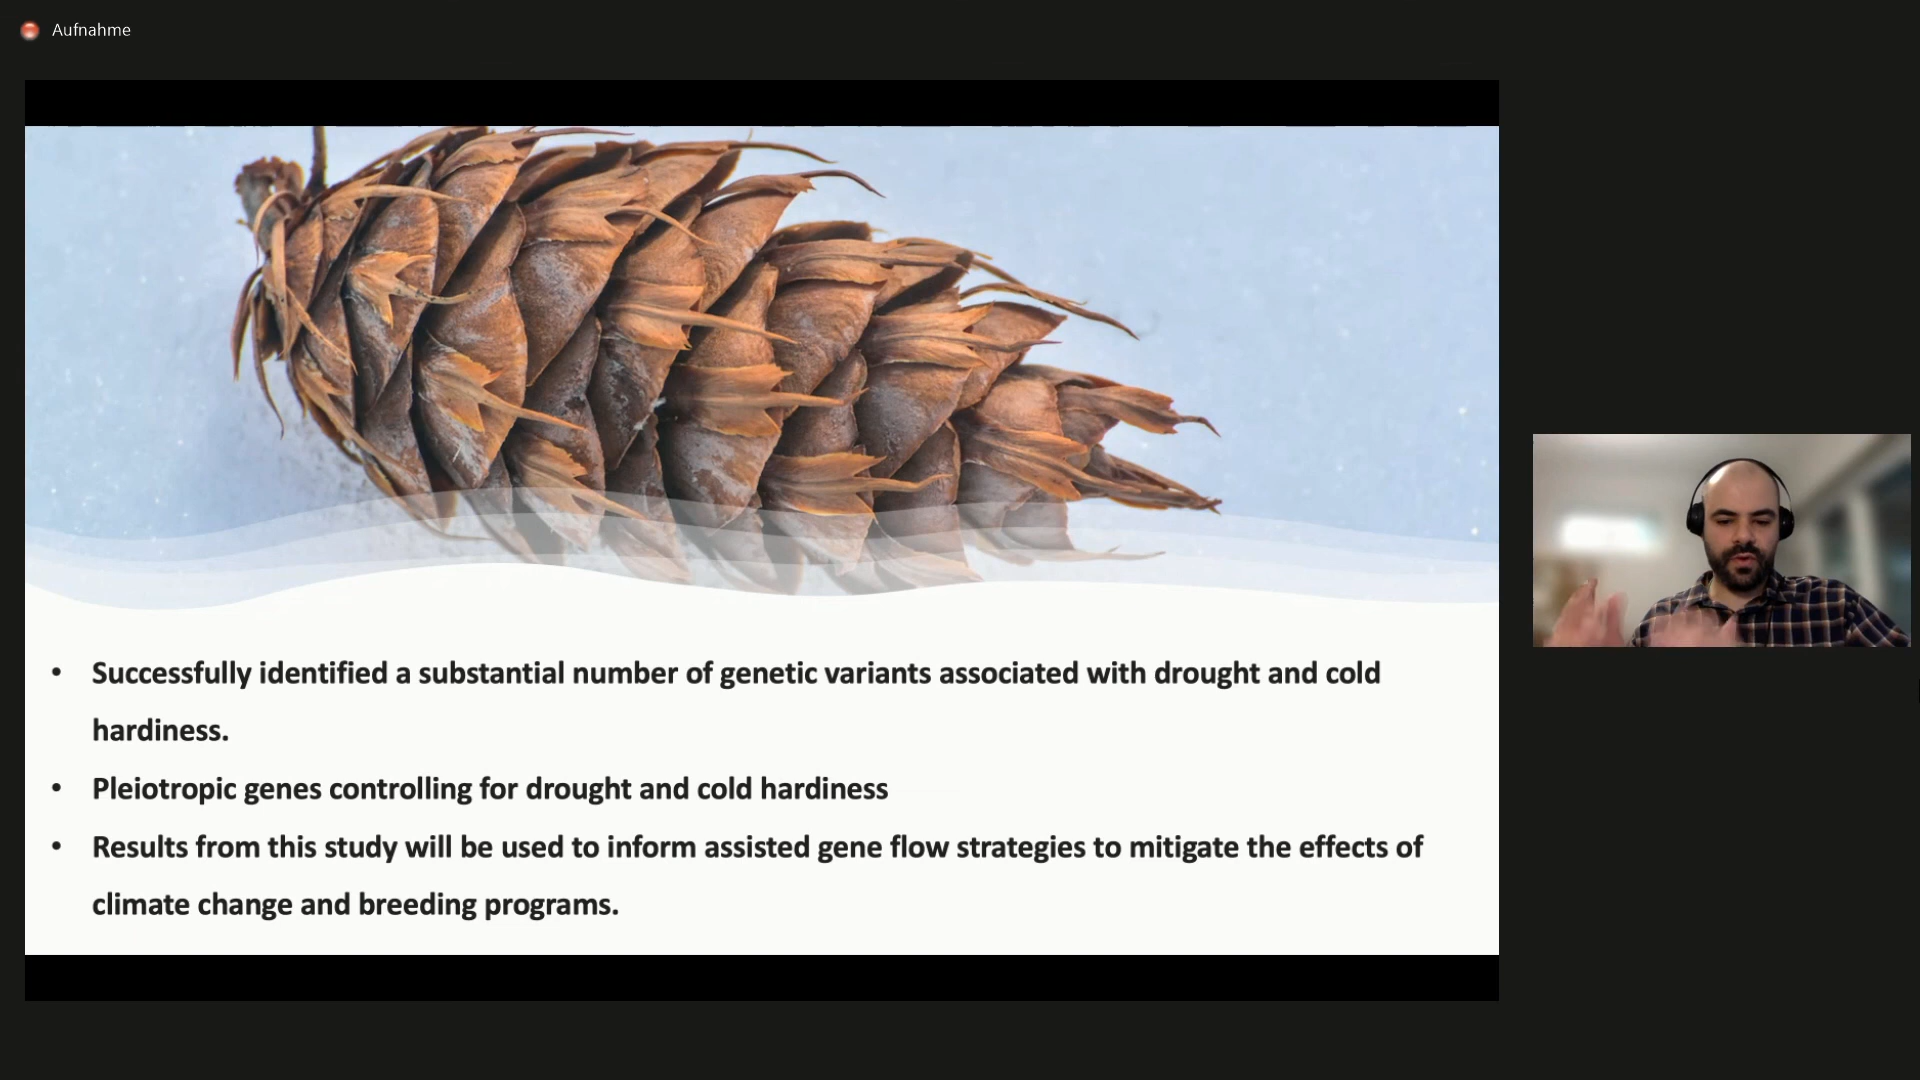 Aufnahme
• Successfully identified a substantial number of genetic variants associated with drought and cold
hardiness.
• Pleiotropic genes controlling for drought and cold hardiness
• Results from this study will be used to inform assisted gene flow strategies to mitigate the effects of
climate change and breeding programs.